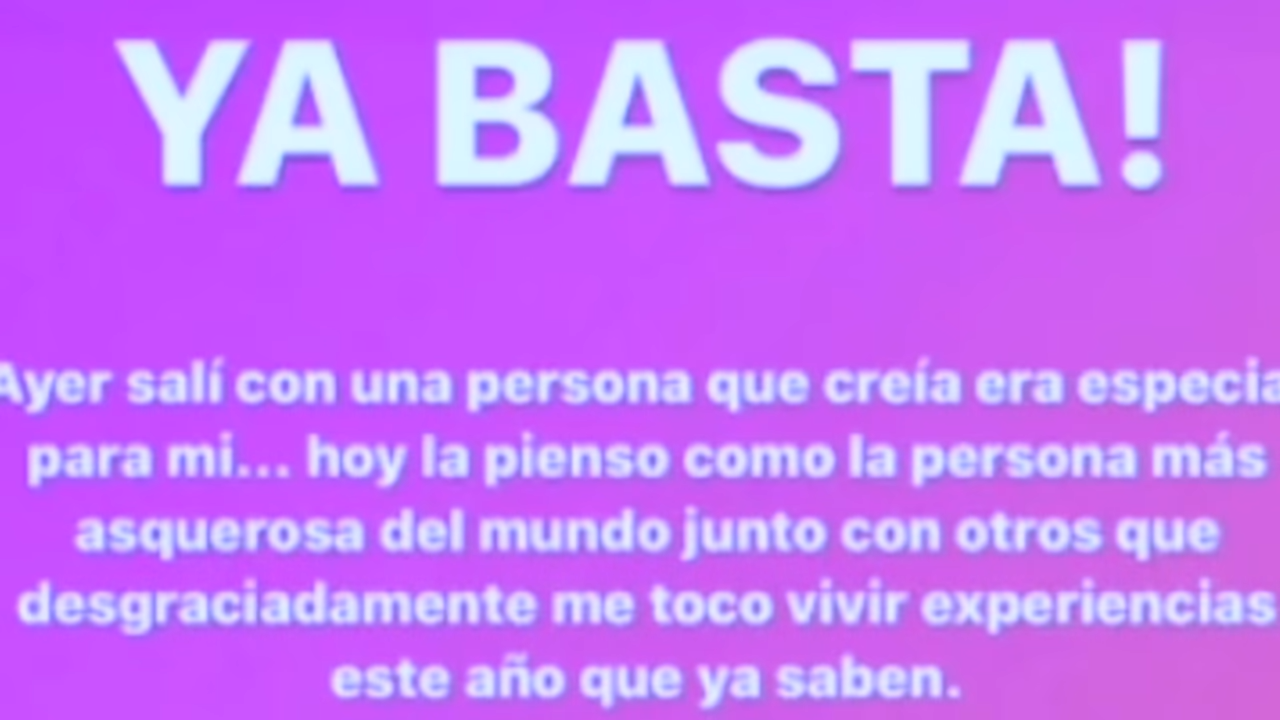 YA BASTA!
Ayer salí con una persona que creía era especia
para mi... hoy la pienso como la persona más
asquerosa del mundo junto con otros que
desgraciadamente me toco vivir experiencias
este año que ya saben.